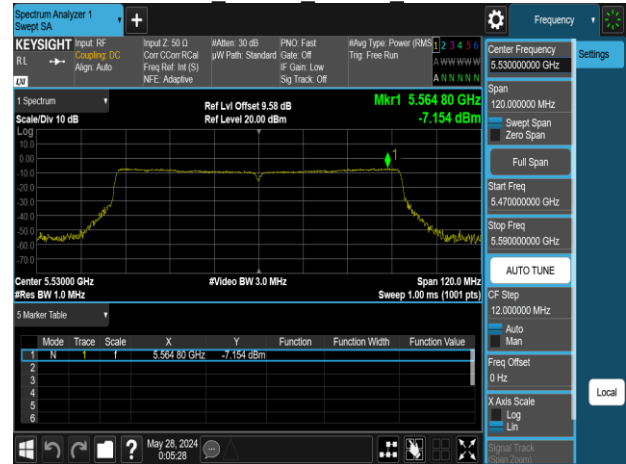 Spectrum Analyzer 1
Swept SA
Frequency
KEYSIGHT
RL
LXI
Input: RF
Coupling: DC
Align: Auto
Input Z: 50 Ω
Corr CCorr RCal
Freq Ref: Int (S)
NFE: Adaptive
#Atten: 30 dB
µW Path: Standard
PNO: Fast
Gate: Off
IF Gain: Low
Sig Track: Off
#Avg Type: Power (RMS
Trig: Free Run
1 2 3 4 5 6
A W W W W W
A N N N N N
1 Spectrum
Scale/Div 10 dB
Log
Ref Lvl Offset 9.58 dB
Ref Level 20.00 dBm
Mkr1 5.564 80 GHz
-7.154 dBm
1
10.0
0.00
-10.0
-20.0
-30.0
-40.0
-50.0
-60.0
-70.0
Center 5.53000 GHz
#Res BW 1.0 MHz
#Video BW 3.0 MHz
Span 120.0 MHz
Sweep 1.00 ms (1001 pts)
5 Marker Table
Mode Trace Scale X Y Function Function Width Function Value
1 N 1 f 5.564 80 GHz -7.154 dBm
2
3
4
5
6
May 28, 2024
0:05:28
Center Frequency
5.530000000 GHz
Span
120.000000 MHz
Swept Span
Zero Span
Full Span
Start Freq
5.470000000 GHz
Stop Freq
5.590000000 GHz
AUTO TUNE
CF Step
12.000000 MHz
Auto
Man
Freq Offset
0 Hz
X Axis Scale
Log
Lin
Signal Track
(Span Zoom)
Settings
Local